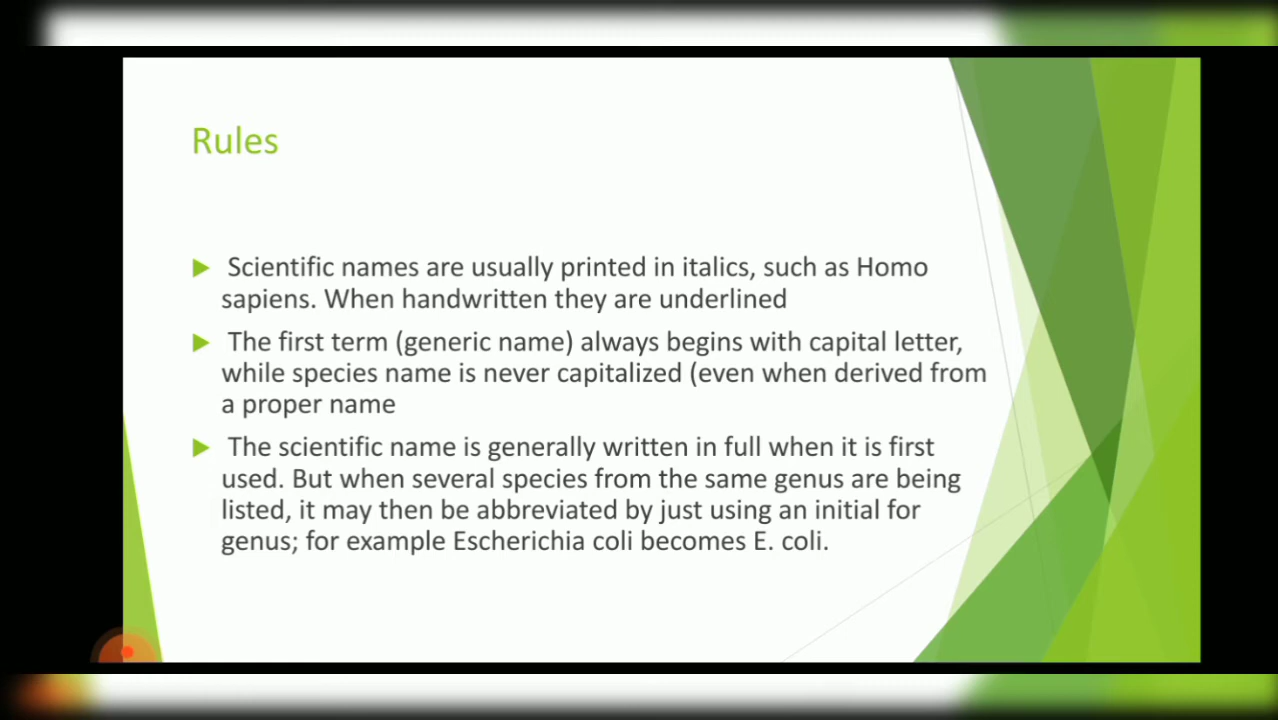 Rules
Scientific names are usually printed in italics, such as Homo
sapiens. When handwritten they are underlined
The first term (generic name) always begins with capital letter,
while species name is never capitalized (even when derived from
a proper name
The scientific name is generally written in full when it is first
used. But when several species from the same genus are being
listed, it may then be abbreviated by just using an initial for
genus; for example Escherichia coli becomes E. coli.